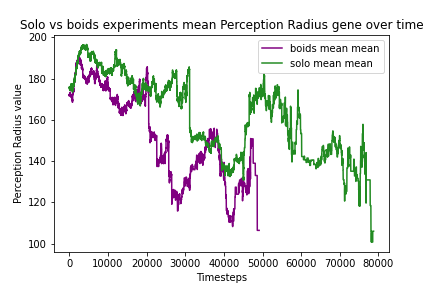 Solo vs boids experiments mean Perception Radius gene over time
200
180
160
140
120
100
Perception Radius value
boids mean mean
solo mean mean
0 10000 20000 30000 40000 50000 60000 70000 80000
Timesteps